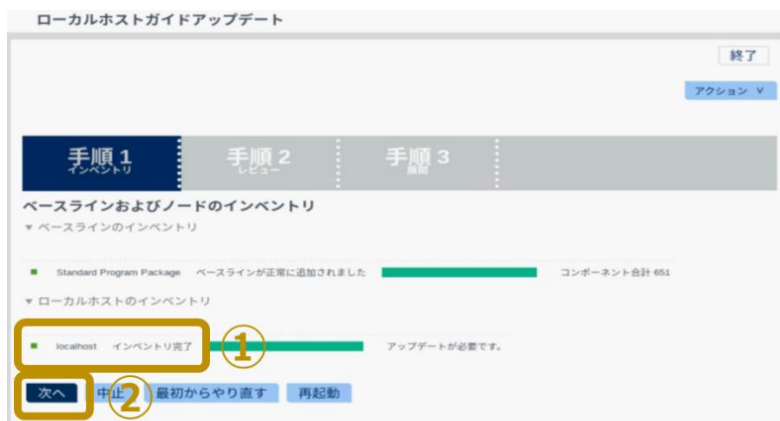 ローカルホストガイドアップデート
終了
アクション ∨
手順 1
インベントリ
手順 2
レビュー
手順 3
展開
ベースラインおよびノードのインベントリ
▼ ベースラインのインベントリ
Standard Program Package ベースラインが正常に追加されました コンポーネント合計 651
▼ ローカルホストのインベントリ
localhost インベントリ完了 ① アップデートが必要です。
次へ ② 中止 最初からやり直す 再起動